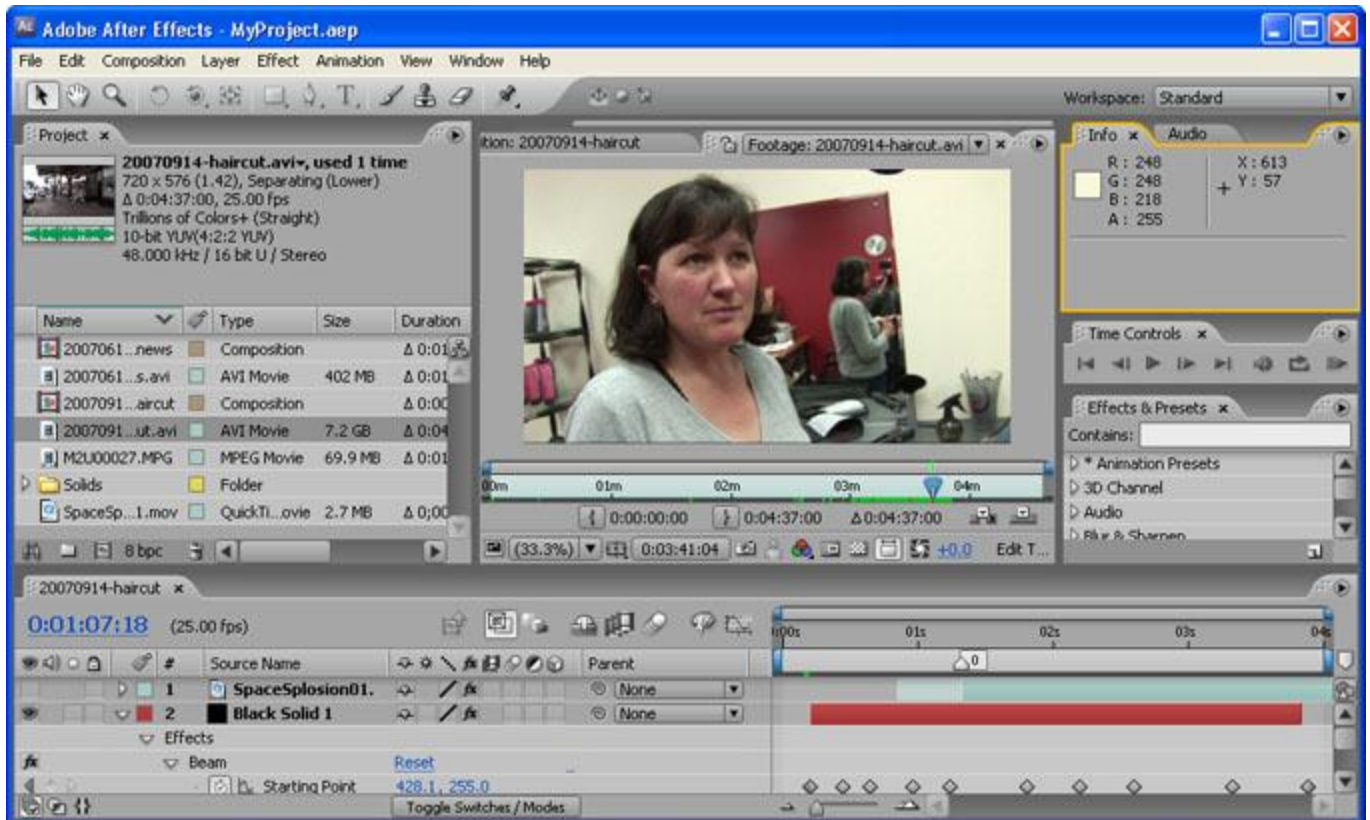 Adobe After Effects - MyProject.aep
File Edit Composition Layer Effect Animation View Window Help
Workspace: Standard
Project
20070914-haircut.avi, used 1 time
720 x 576 (1.42), Separating (Lower)
Δ 0:04:37:00, 25.00 fps
Trillions of Colors+ (Straight)
10-bit YUV(4:2:2 YUV)
48.000 kHz / 16 bit U / Stereo
Name Type Size Duration
2007061...news Composition Δ 0:01
2007061...s.avi AVI Movie 402 MB Δ 0:01
2007091...aircut Composition Δ 0:00
2007091...ut.avi AVI Movie 7.2 GB Δ 0:04
M2U00027.MPG MPEG Movie 69.9 MB Δ 0:01
Solids Folder
SpaceSp...1.mov QuickTi...ovie 2.7 MB Δ 0;00
8 bpc
ition: 20070914-haircut Footage: 20070914-haircut.avi
00m 01m 02m 03m 04m
0:00:00:00 0:04:37:00 Δ 0:04:37:00
(33.3%) 0:03:41:04 +0.0 Edit T...
Info Audio
R : 248 X : 613
G : 248 Y : 57
B : 218
A : 255
Time Controls
Effects & Presets
Contains:
* Animation Presets
3D Channel
Audio
Blur & Sharpen
20070914-haircut
0:01:07:18 (25.00 fps)
:00s 01s 02s 03s 04s
# Source Name Parent
0
1 SpaceSplosion01. None
2 Black Solid 1 None
Effects
Beam Reset
Starting Point 428.1, 255.0
Toggle Switches / Modes